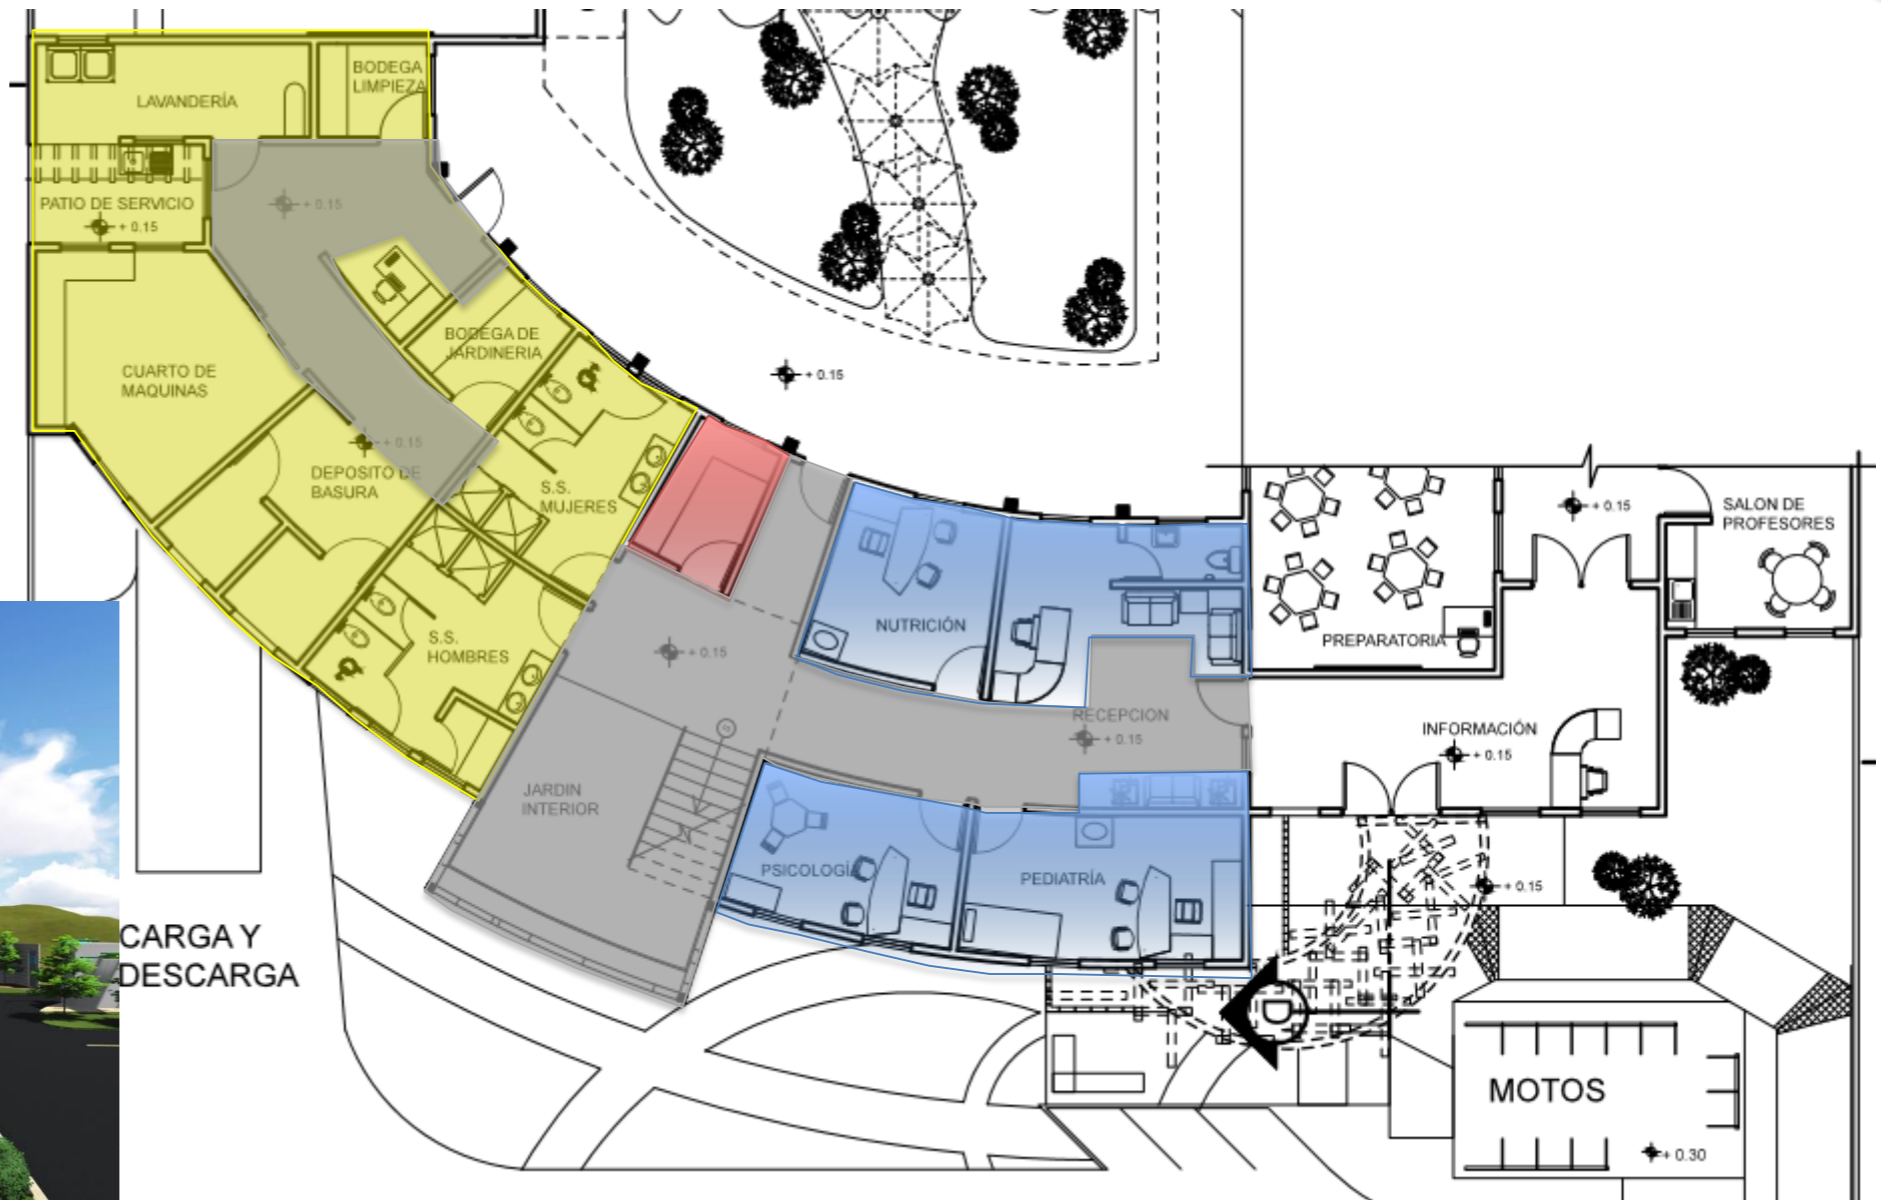 BODEGA
LIMPIEZA
LAVANDERÍA
PATIO DE SERVICIO
+ 0.15
+ 0.15
BODEGA DE
JARDINERIA
CUARTO DE
MAQUINAS
+ 0.15
+ 0.15
DEPOSITO DE
BASURA
S.S.
MUJERES
SALON DE
PROFESORES
+ 0.15
NUTRICIÓN
S.S.
HOMBRES
PREPARATORIA
+ 0.15
RECEPCION
+ 0.15
INFORMACIÓN
+ 0.15
JARDIN
INTERIOR
PSICOLOGÍA
PEDIATRÍA
+ 0.15
CARGA Y
DESCARGA
D
MOTOS
+ 0.30